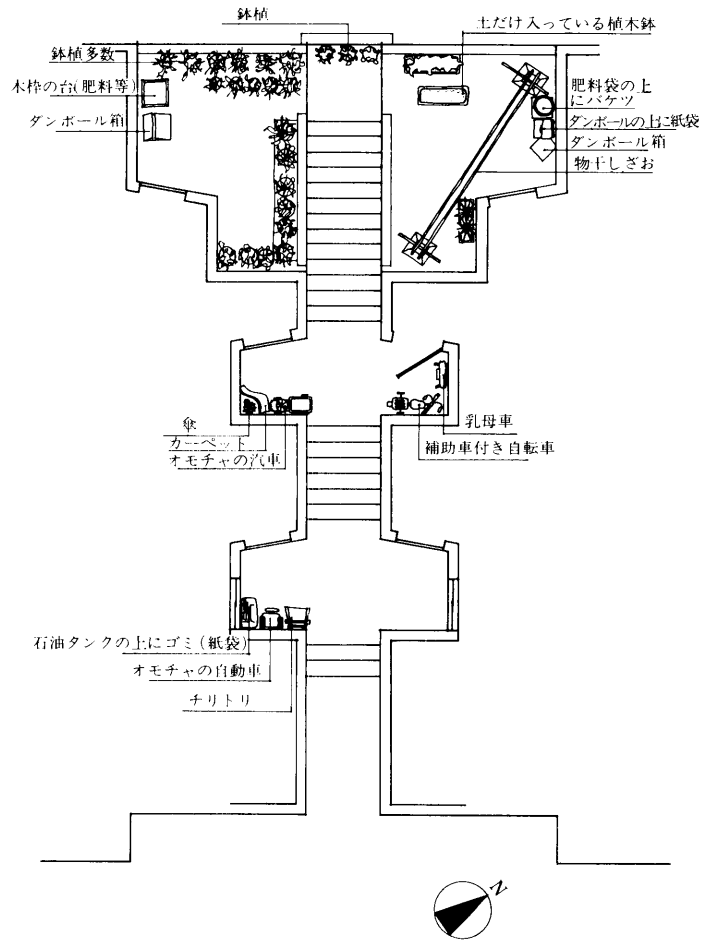 鉢植
土だけ入っている植木鉢
鉢植多数
木枠の台(肥料等)
ダンボール箱
肥料袋の上
にバケツ
ダンボールの上に紙袋
ダンボール箱
物干しざお
傘
カーペット
オモチャの汽車
乳母車
補助車付き自転車
石油タンクの上にゴミ(紙袋)
オモチャの自動車
チリトリ
N